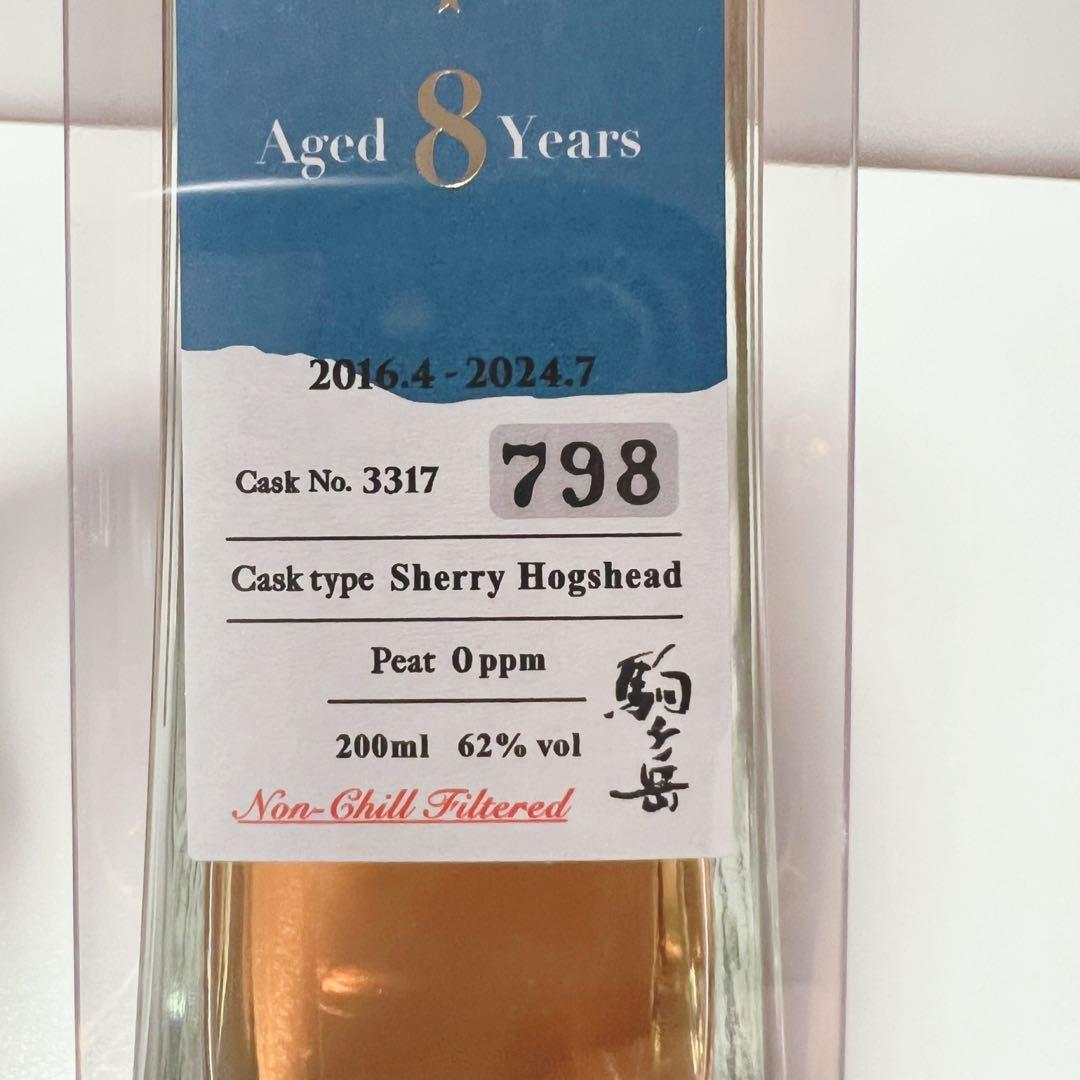 Aged 8 Years
2016.4 - 2024.7
Cask No. 3317 798
Cask type Sherry Hogshead
Peat 0ppm
200ml 62% vol
Non-Chill Filtered
駒ヶ岳